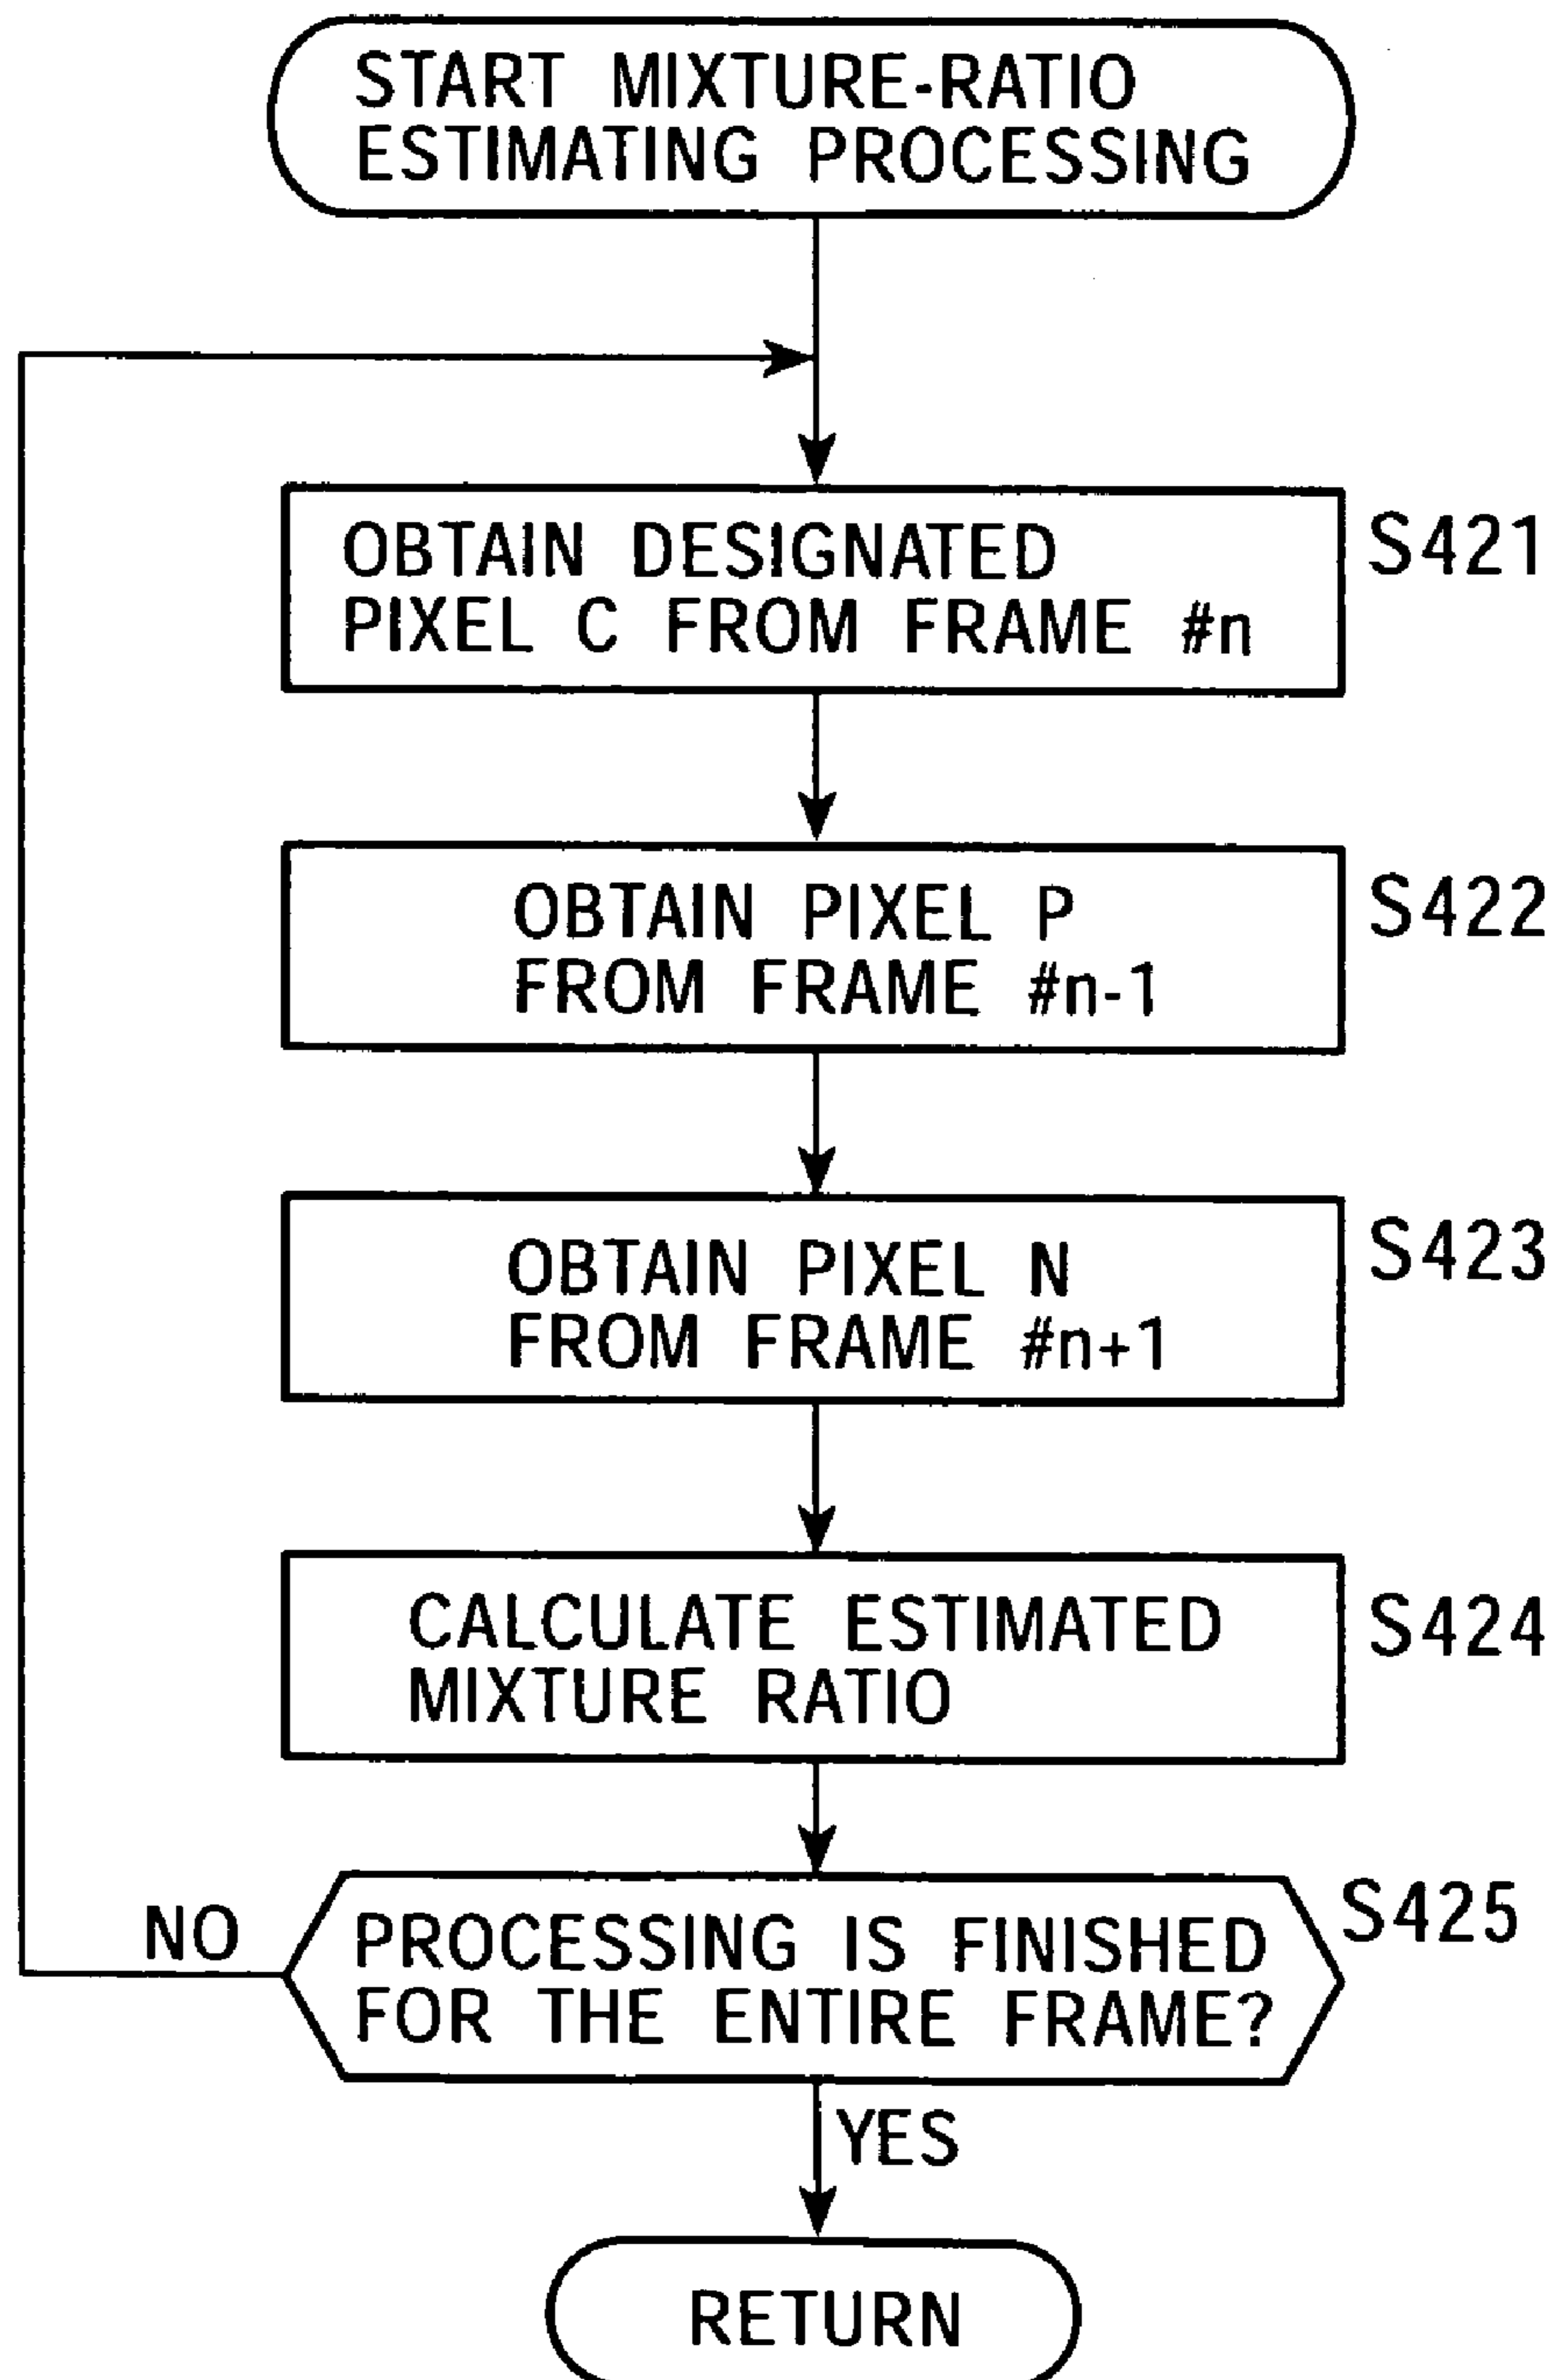 START MIXTURE-RATIO
ESTIMATING PROCESSING
OBTAIN DESIGNATED
PIXEL C FROM FRAME #n
S421
OBTAIN PIXEL P
FROM FRAME #n-1
S422
OBTAIN PIXEL N
FROM FRAME #n+1
S423
CALCULATE ESTIMATED
MIXTURE RATIO
S424
PROCESSING IS FINISHED
FOR THE ENTIRE FRAME?
S425
NO
YES
RETURN